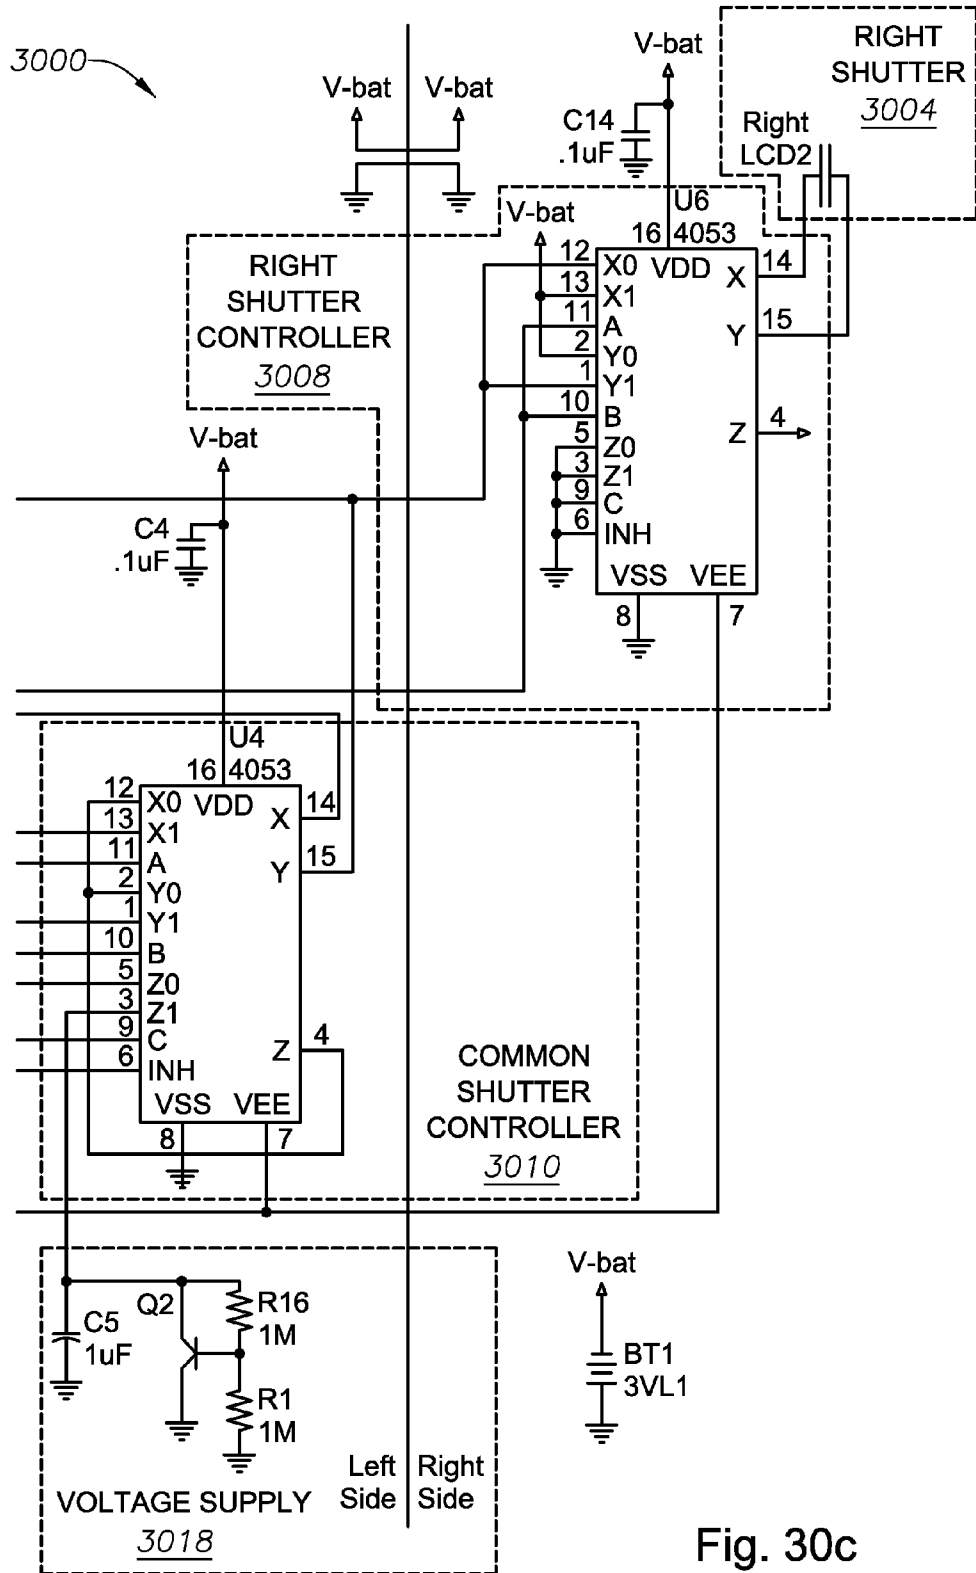 3000
V-bat V-bat
V-bat
C14
.1uF
RIGHT
SHUTTER
3004
Right
LCD2
RIGHT
SHUTTER
CONTROLLER
3008
V-bat
U6
16 4053
12 X0 VDD X 14
13 X1
11 A Y 15
2 Y0
1 Y1
10 B
5 Z0 Z 4
3 Z1
9 C
6 INH
VSS VEE
8 7
V-bat
C4
.1uF
U4
16 4053
12 X0 VDD X 14
13 X1
11 A Y 15
2 Y0
1 Y1
10 B
5 Z0
3 Z1
9 C Z 4
6 INH
VSS VEE
8 7
COMMON
SHUTTER
CONTROLLER
3010
C5
1uF
Q2
R16
1M
R1
1M
VOLTAGE SUPPLY
3018
Left
Side
Right
Side
V-bat
BT1
3VL1
Fig. 30c